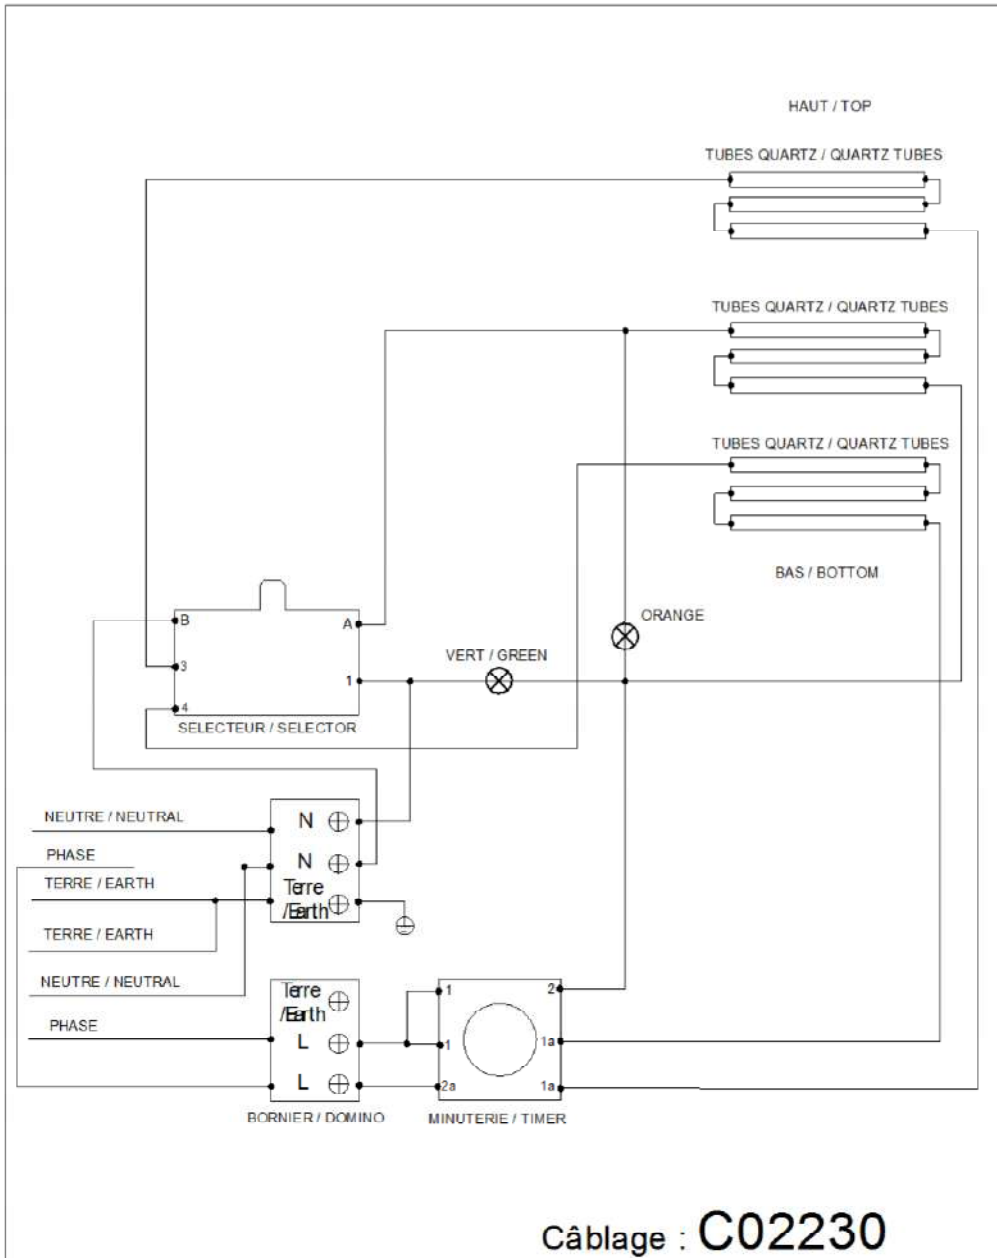 HAUT / TOP
TUBES QUARTZ / QUARTZ TUBES
TUBES QUARTZ / QUARTZ TUBES
TUBES QUARTZ / QUARTZ TUBES
BAS / BOTTOM
ORANGE
VERT / GREEN
B
A
3
1
4
SELECTEUR / SELECTOR
NEUTRE / NEUTRAL
N
PHASE
N
TERRE / EARTH
Terre
/Earth
TERRE / EARTH
NEUTRE / NEUTRAL
Terre
/Earth
1
2
PHASE
L
1
1a
L
2a
1a
BORNIER / DOMINO
MINUTERIE / TIMER
Câblage : C02230